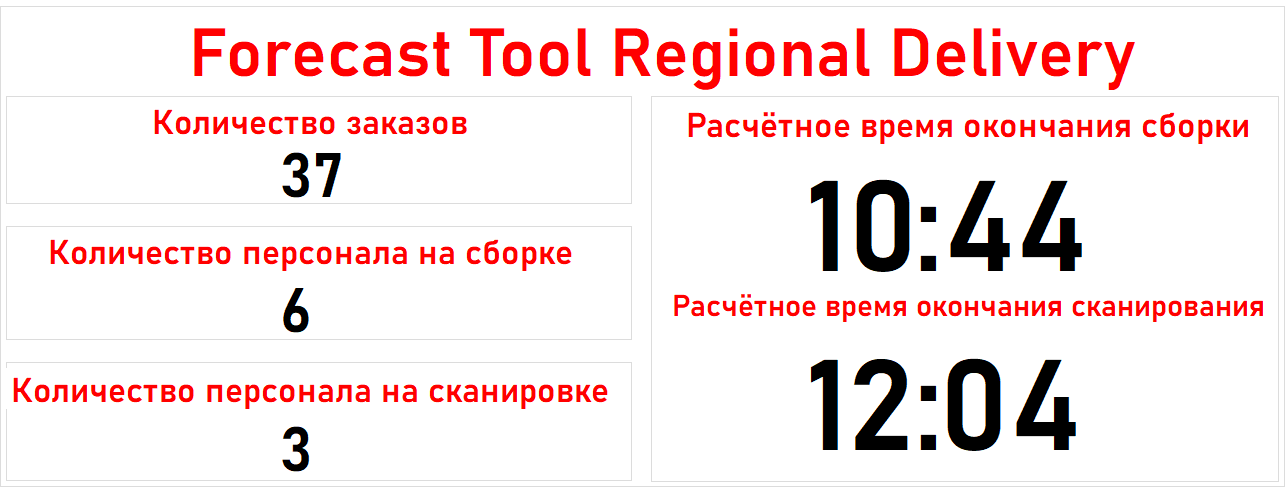 Forecast Tool Regional Delivery
Количество заказов
37
Количество персонала на сборке
6
Количество персонала на сканировке
3
Расчётное время окончания сборки
10:44
Расчётное время окончания сканирования
12:04